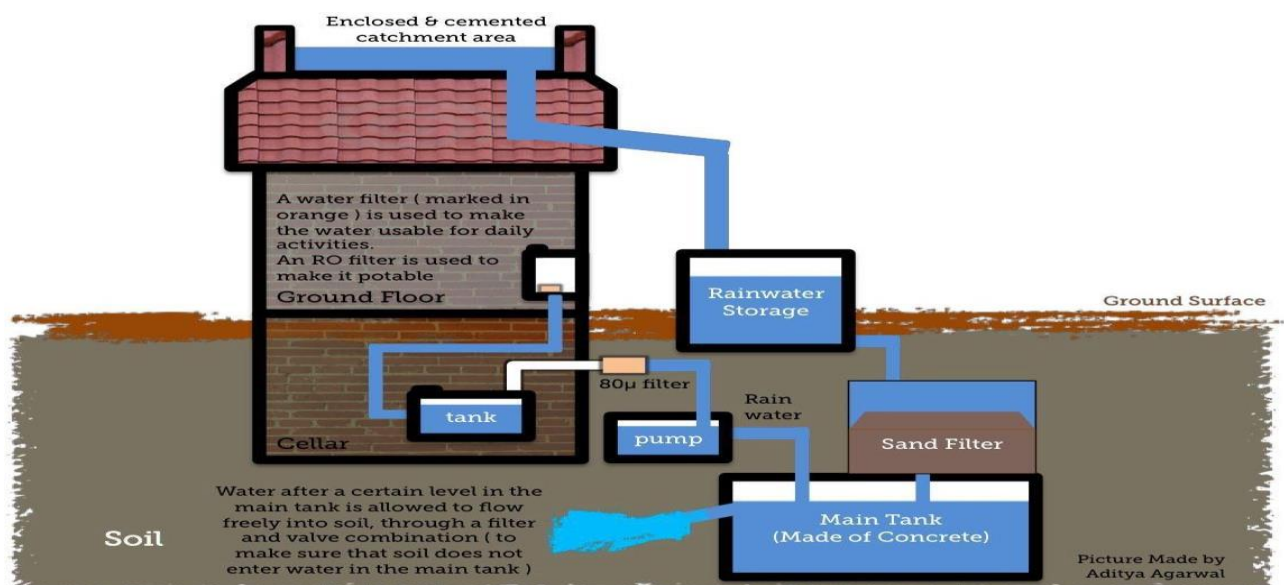 Enclosed & cemented
catchment area
A water filter ( marked in
orange ) is used to make
the water usable for daily
activities.
An RO filter is used to
make it potable
Ground Floor
Rainwater
Storage
Ground Surface
80μ filter
tank
Rain
water
pump
Sand Filter
Cellar
Water after a certain level in the
main tank is allowed to flow
freely into soil, through a filter
and valve combination ( to
make sure that soil does not
enter water in the main tank )
Soil
Main Tank
(Made of Concrete)
Picture Made by
Aditya Agarwal